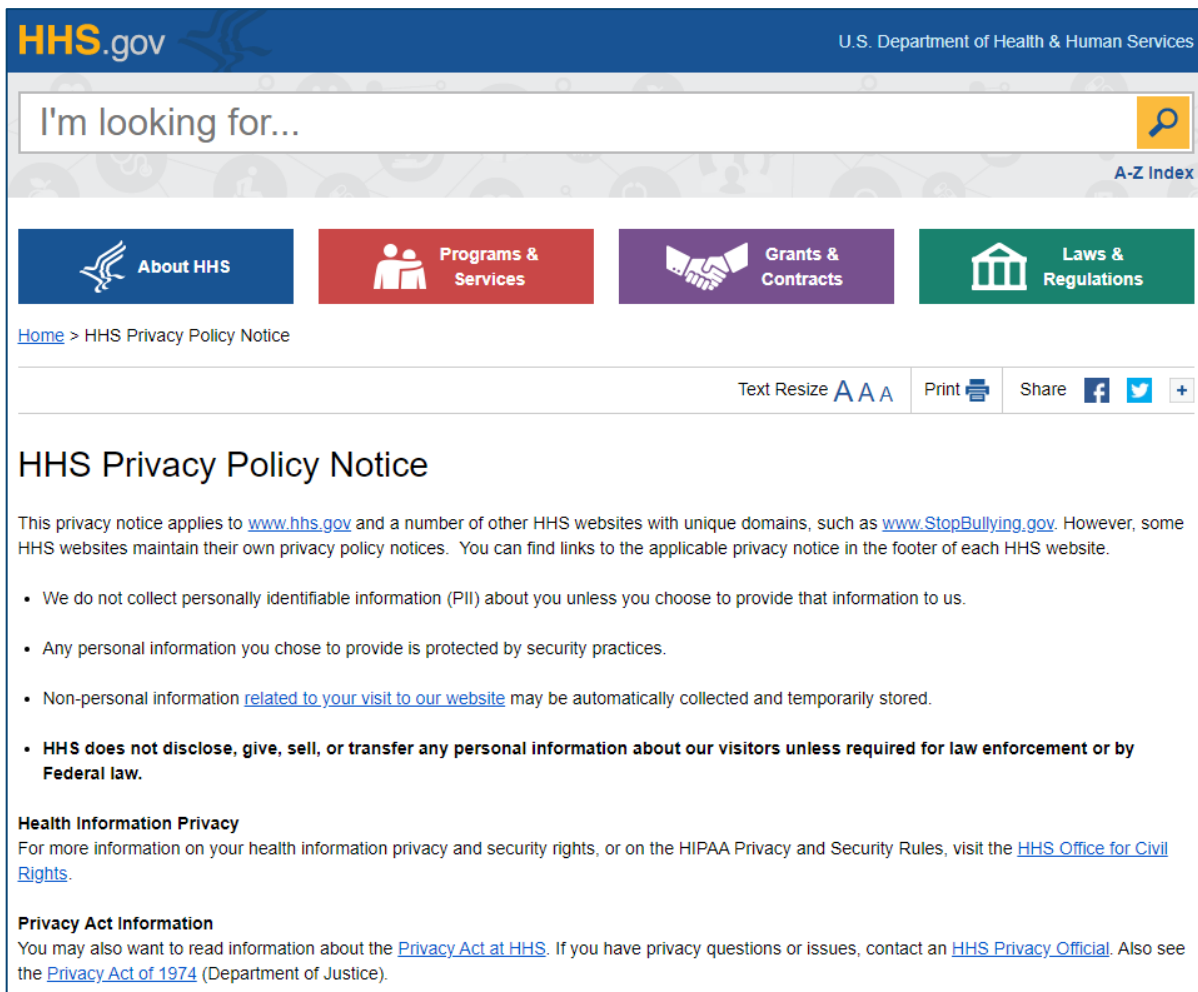 HHS.gov
U.S. Department of Health & Human Services
I'm looking for...
A-Z Index
About HHS
Programs &
Services
Grants &
Contracts
Laws &
Regulations
Home > HHS Privacy Policy Notice
Text Resize A A A
Print
Share f +
HHS Privacy Policy Notice
This privacy notice applies to www.hhs.gov and a number of other HHS websites with unique domains, such as www.StopBullying.gov. However, some
HHS websites maintain their own privacy policy notices.  You can find links to the applicable privacy notice in the footer of each HHS website.
• We do not collect personally identifiable information (PII) about you unless you choose to provide that information to us.
• Any personal information you chose to provide is protected by security practices.
• Non-personal information related to your visit to our website may be automatically collected and temporarily stored.
• HHS does not disclose, give, sell, or transfer any personal information about our visitors unless required for law enforcement or by
Federal law.
Health Information Privacy
For more information on your health information privacy and security rights, or on the HIPAA Privacy and Security Rules, visit the HHS Office for Civil
Rights.
Privacy Act Information
You may also want to read information about the Privacy Act at HHS. If you have privacy questions or issues, contact an HHS Privacy Official. Also see
the Privacy Act of 1974 (Department of Justice).